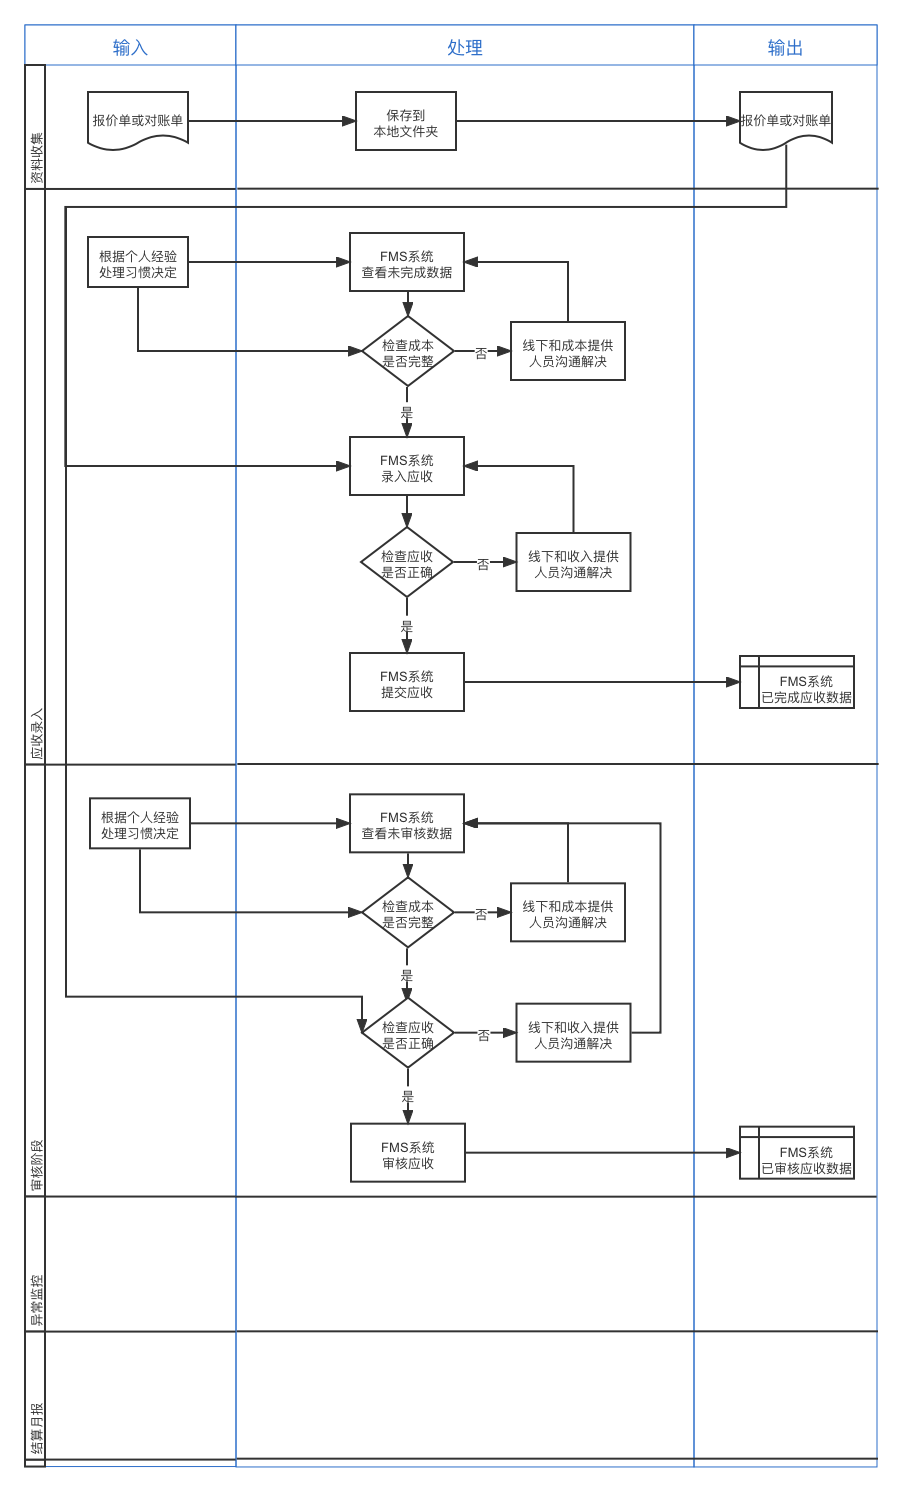 输入
处理
输出
资料收集
报价单或对账单
保存到
本地文件夹
报价单或对账单
应收录入
根据个人经验
处理习惯决定
FMS系统
查看未完成数据
检查成本
是否完整
否
线下和成本提供
人员沟通解决
是
FMS系统
录入应收
检查应收
是否正确
否
线下和收入提供
人员沟通解决
是
FMS系统
提交应收
FMS系统
已完成应收数据
审核阶段
根据个人经验
处理习惯决定
FMS系统
查看未审核数据
检查成本
是否完整
否
线下和成本提供
人员沟通解决
是
检查应收
是否正确
否
线下和收入提供
人员沟通解决
是
FMS系统
审核应收
FMS系统
已审核应收数据
异常监控
结算月报